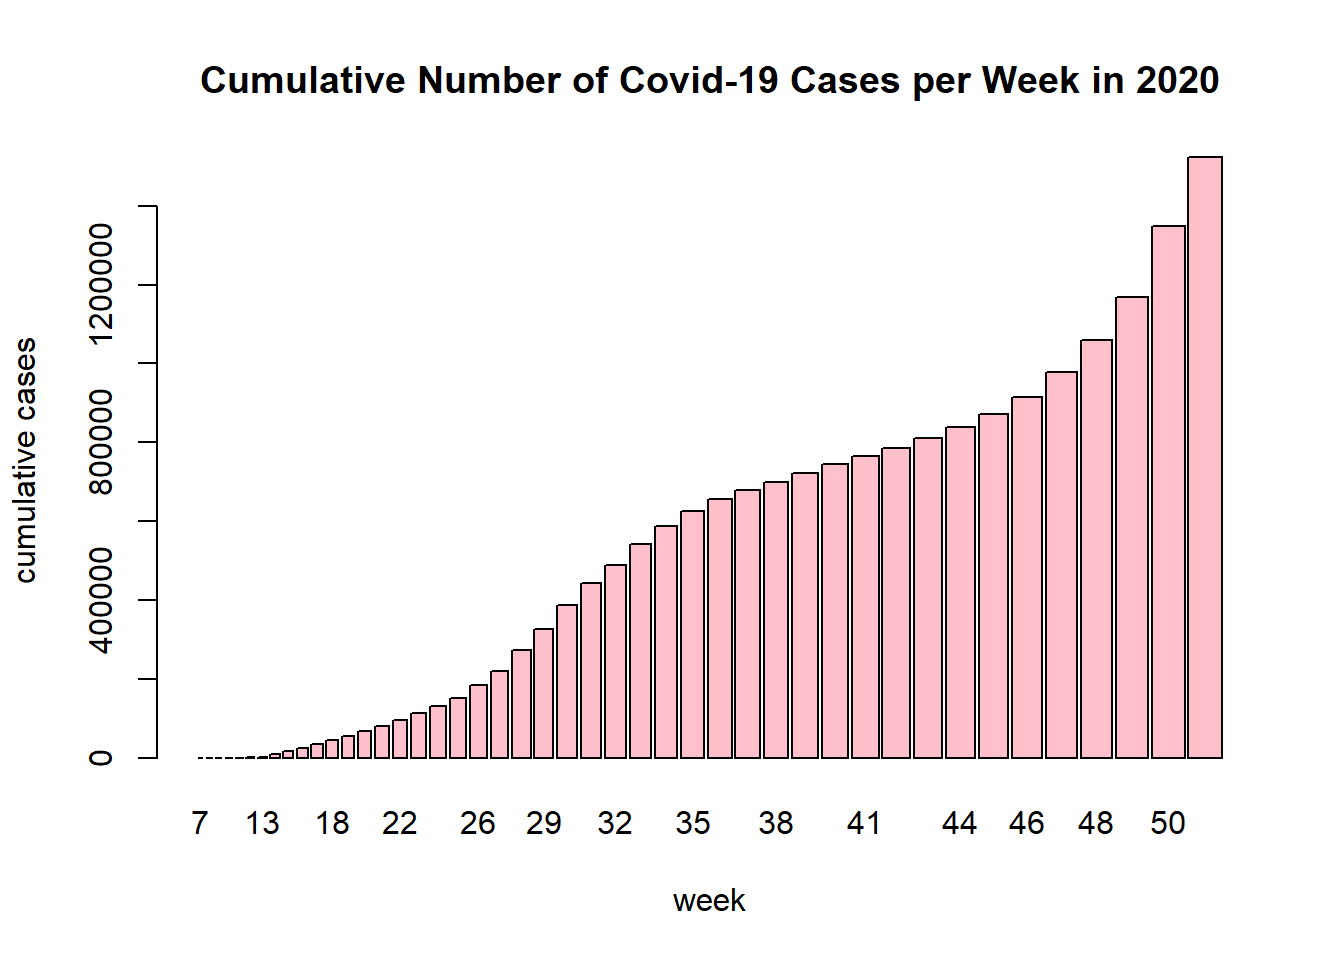 Cumulative Number of Covid-19 Cases per Week in 2020
cumulative cases
1200000
800000
400000
0
7 13 18 22 26 29 32 35 38 41 44 46 48 50
week